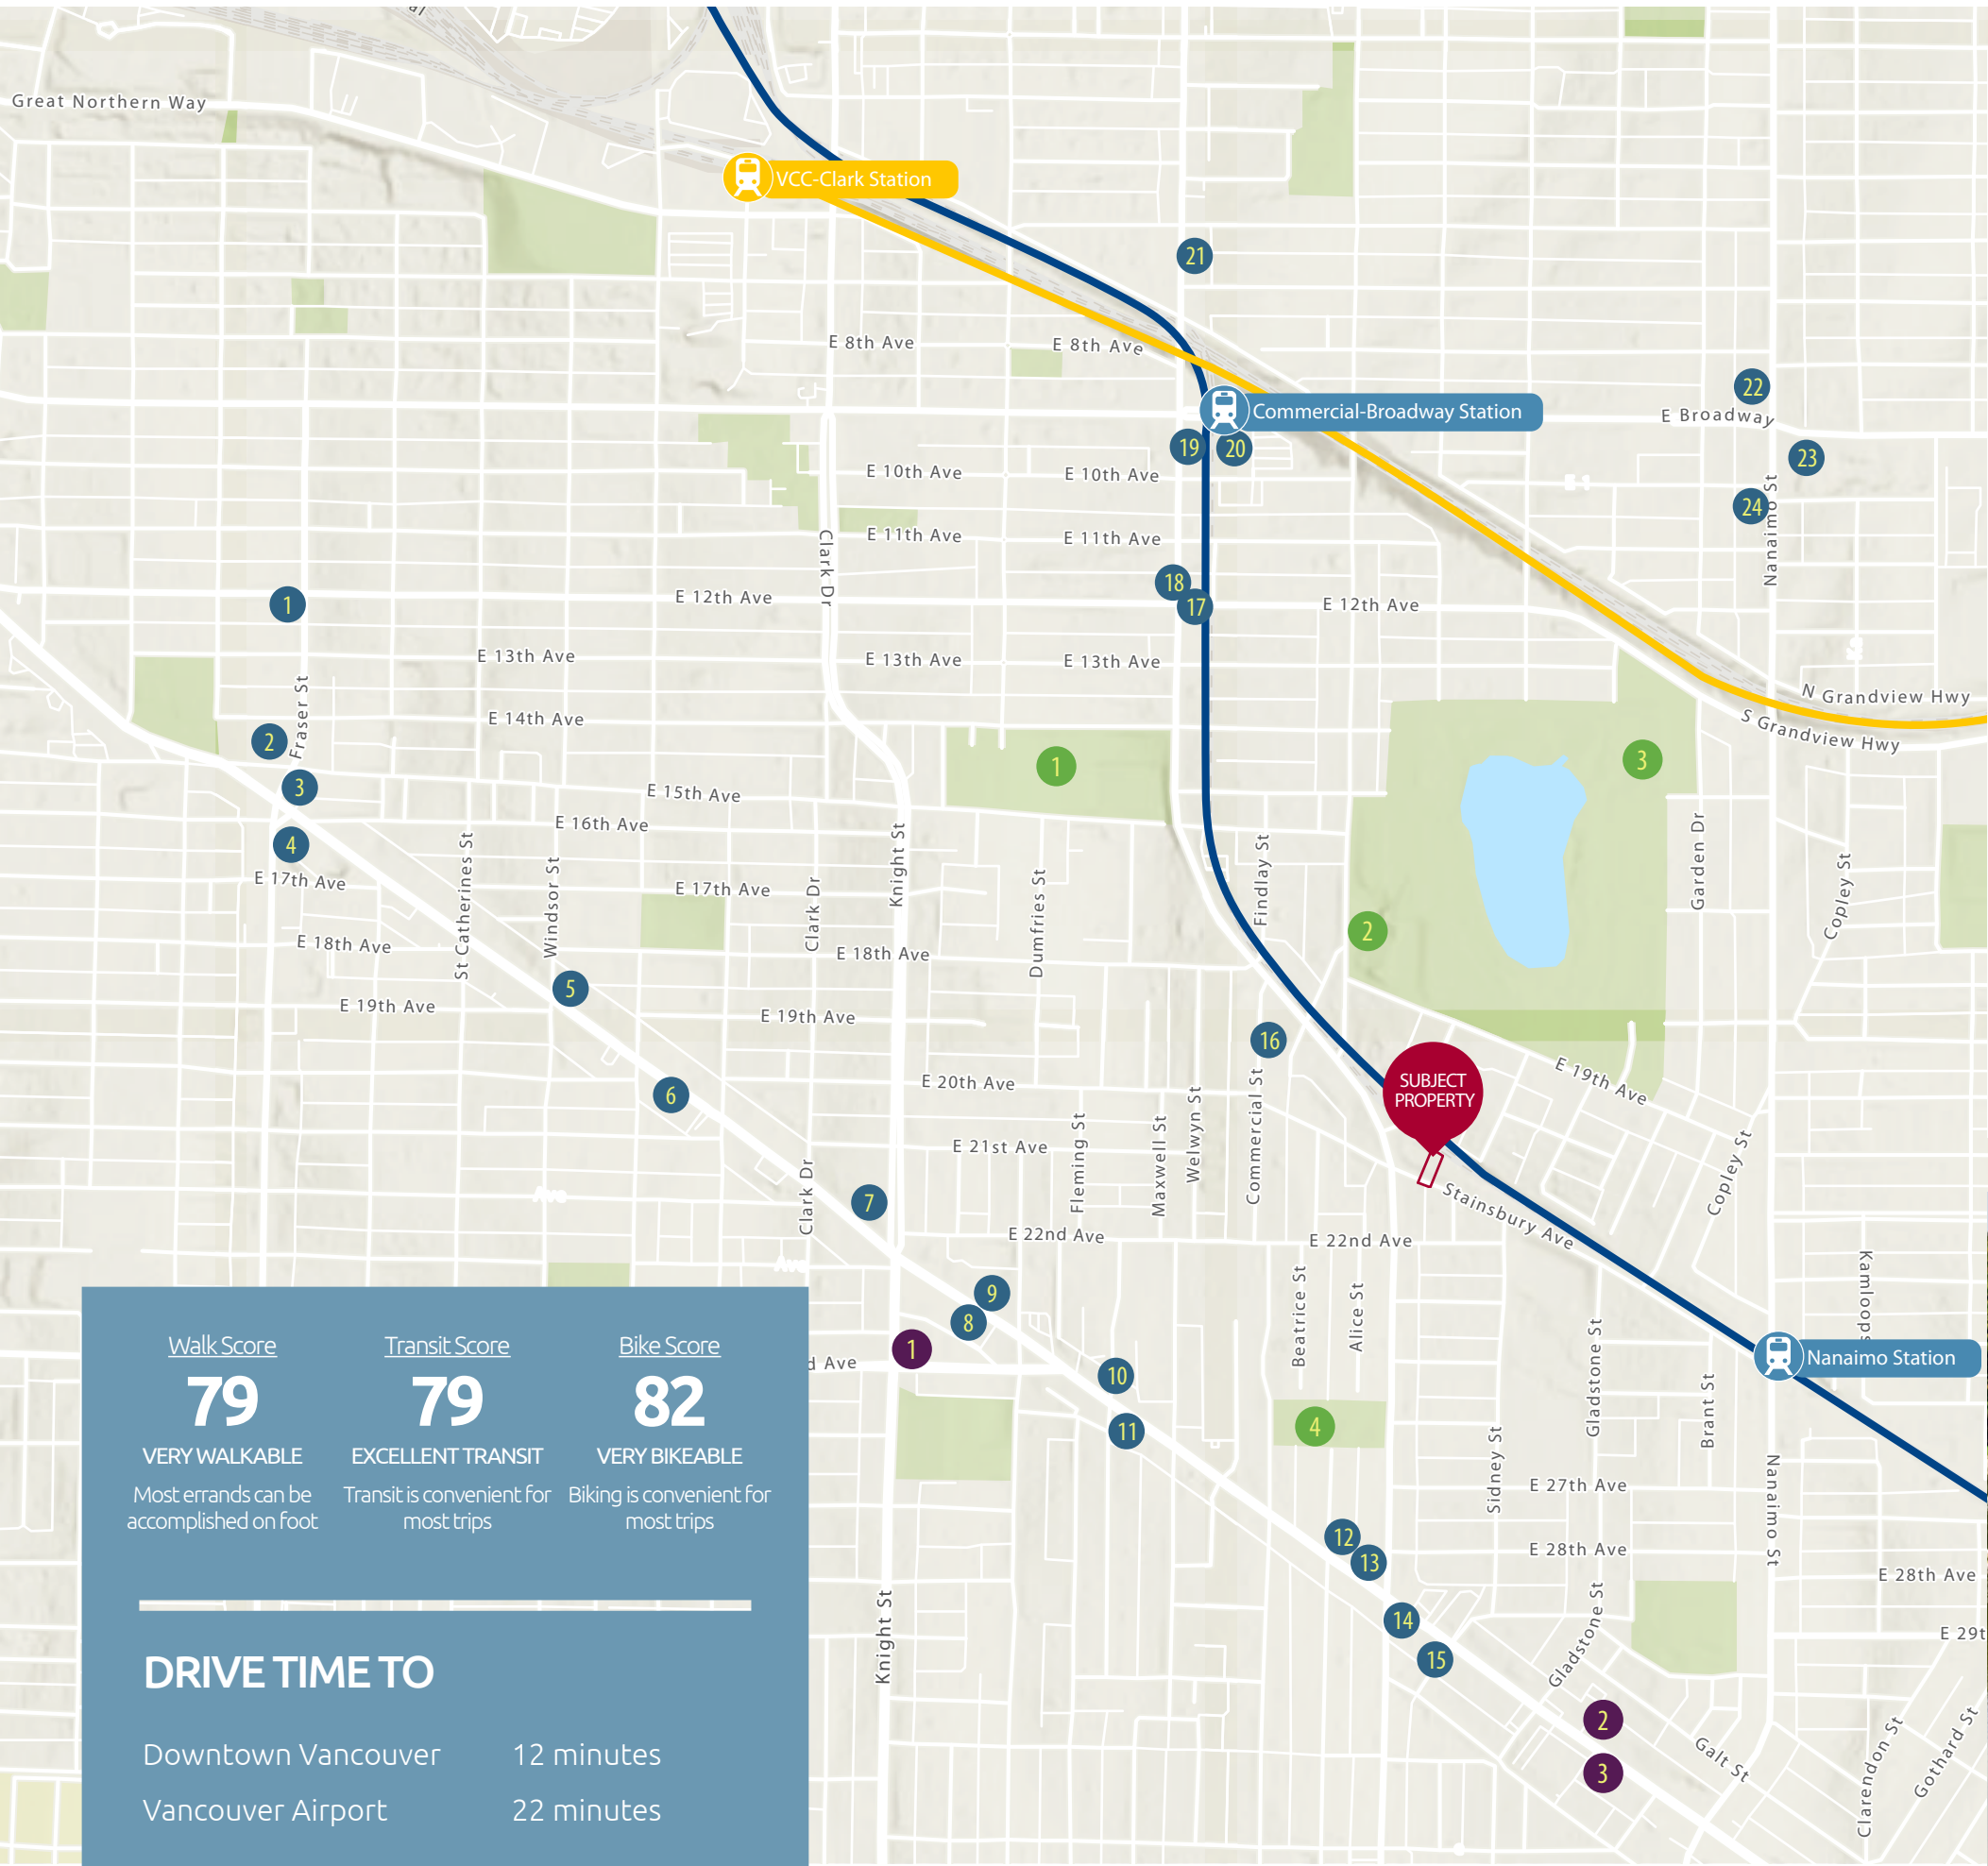 Great Northern Way
VCC-Clark Station
21
E 8th Ave
E 8th Ave
22
Commercial-Broadway Station
E Broadway
19
20
23
E 10th Ave
E 10th Ave
24
Nanaimo St
E 11th Ave
E 11th Ave
Clark Dr
18
17
1
E 12th Ave
E 12th Ave
E 13th Ave
E 13th Ave
E 13th Ave
N Grandview Hwy
S Grandview Hwy
Fraser St
E 14th Ave
2
1
3
3
E 15th Ave
E 16th Ave
4
E 17th Ave
E 17th Ave
St Catherines St
Windsor St
Clark Dr
Knight St
Dumfries St
Findlay St
Garden Dr
Copley St
2
E 18th Ave
E 18th Ave
5
E 19th Ave
E 19th Ave
16
6
E 20th Ave
E 19th Ave
SUBJECT
PROPERTY
E 21st Ave
Fleming St
Maxwell St
Welwyn St
Commercial St
Copley St
Clark Dr
Ave
7
Stainsbury Ave
E 22nd Ave
E 22nd Ave
Ave
9
8
Beatrice St
Alice St
Kamloops
Gladstone St
1
Nanaimo Station
d Ave
10
Brant St
11
4
Sidney St
E 27th Ave
Nanaimo St
12
13
E 28th Ave
E 28th Ave
Knight St
14
Gladstone St
E 29t
15
2
3
Galt St
Clarendon St
Gothard St
Walk Score
79
VERY WALKABLE
Most errands can be
accomplished on foot
Transit Score
79
EXCELLENT TRANSIT
Transit is convenient for
most trips
Bike Score
82
VERY BIKEABLE
Biking is convenient for
most trips
DRIVE TIME TO
Downtown Vancouver 12 minutes
Vancouver Airport 22 minutes